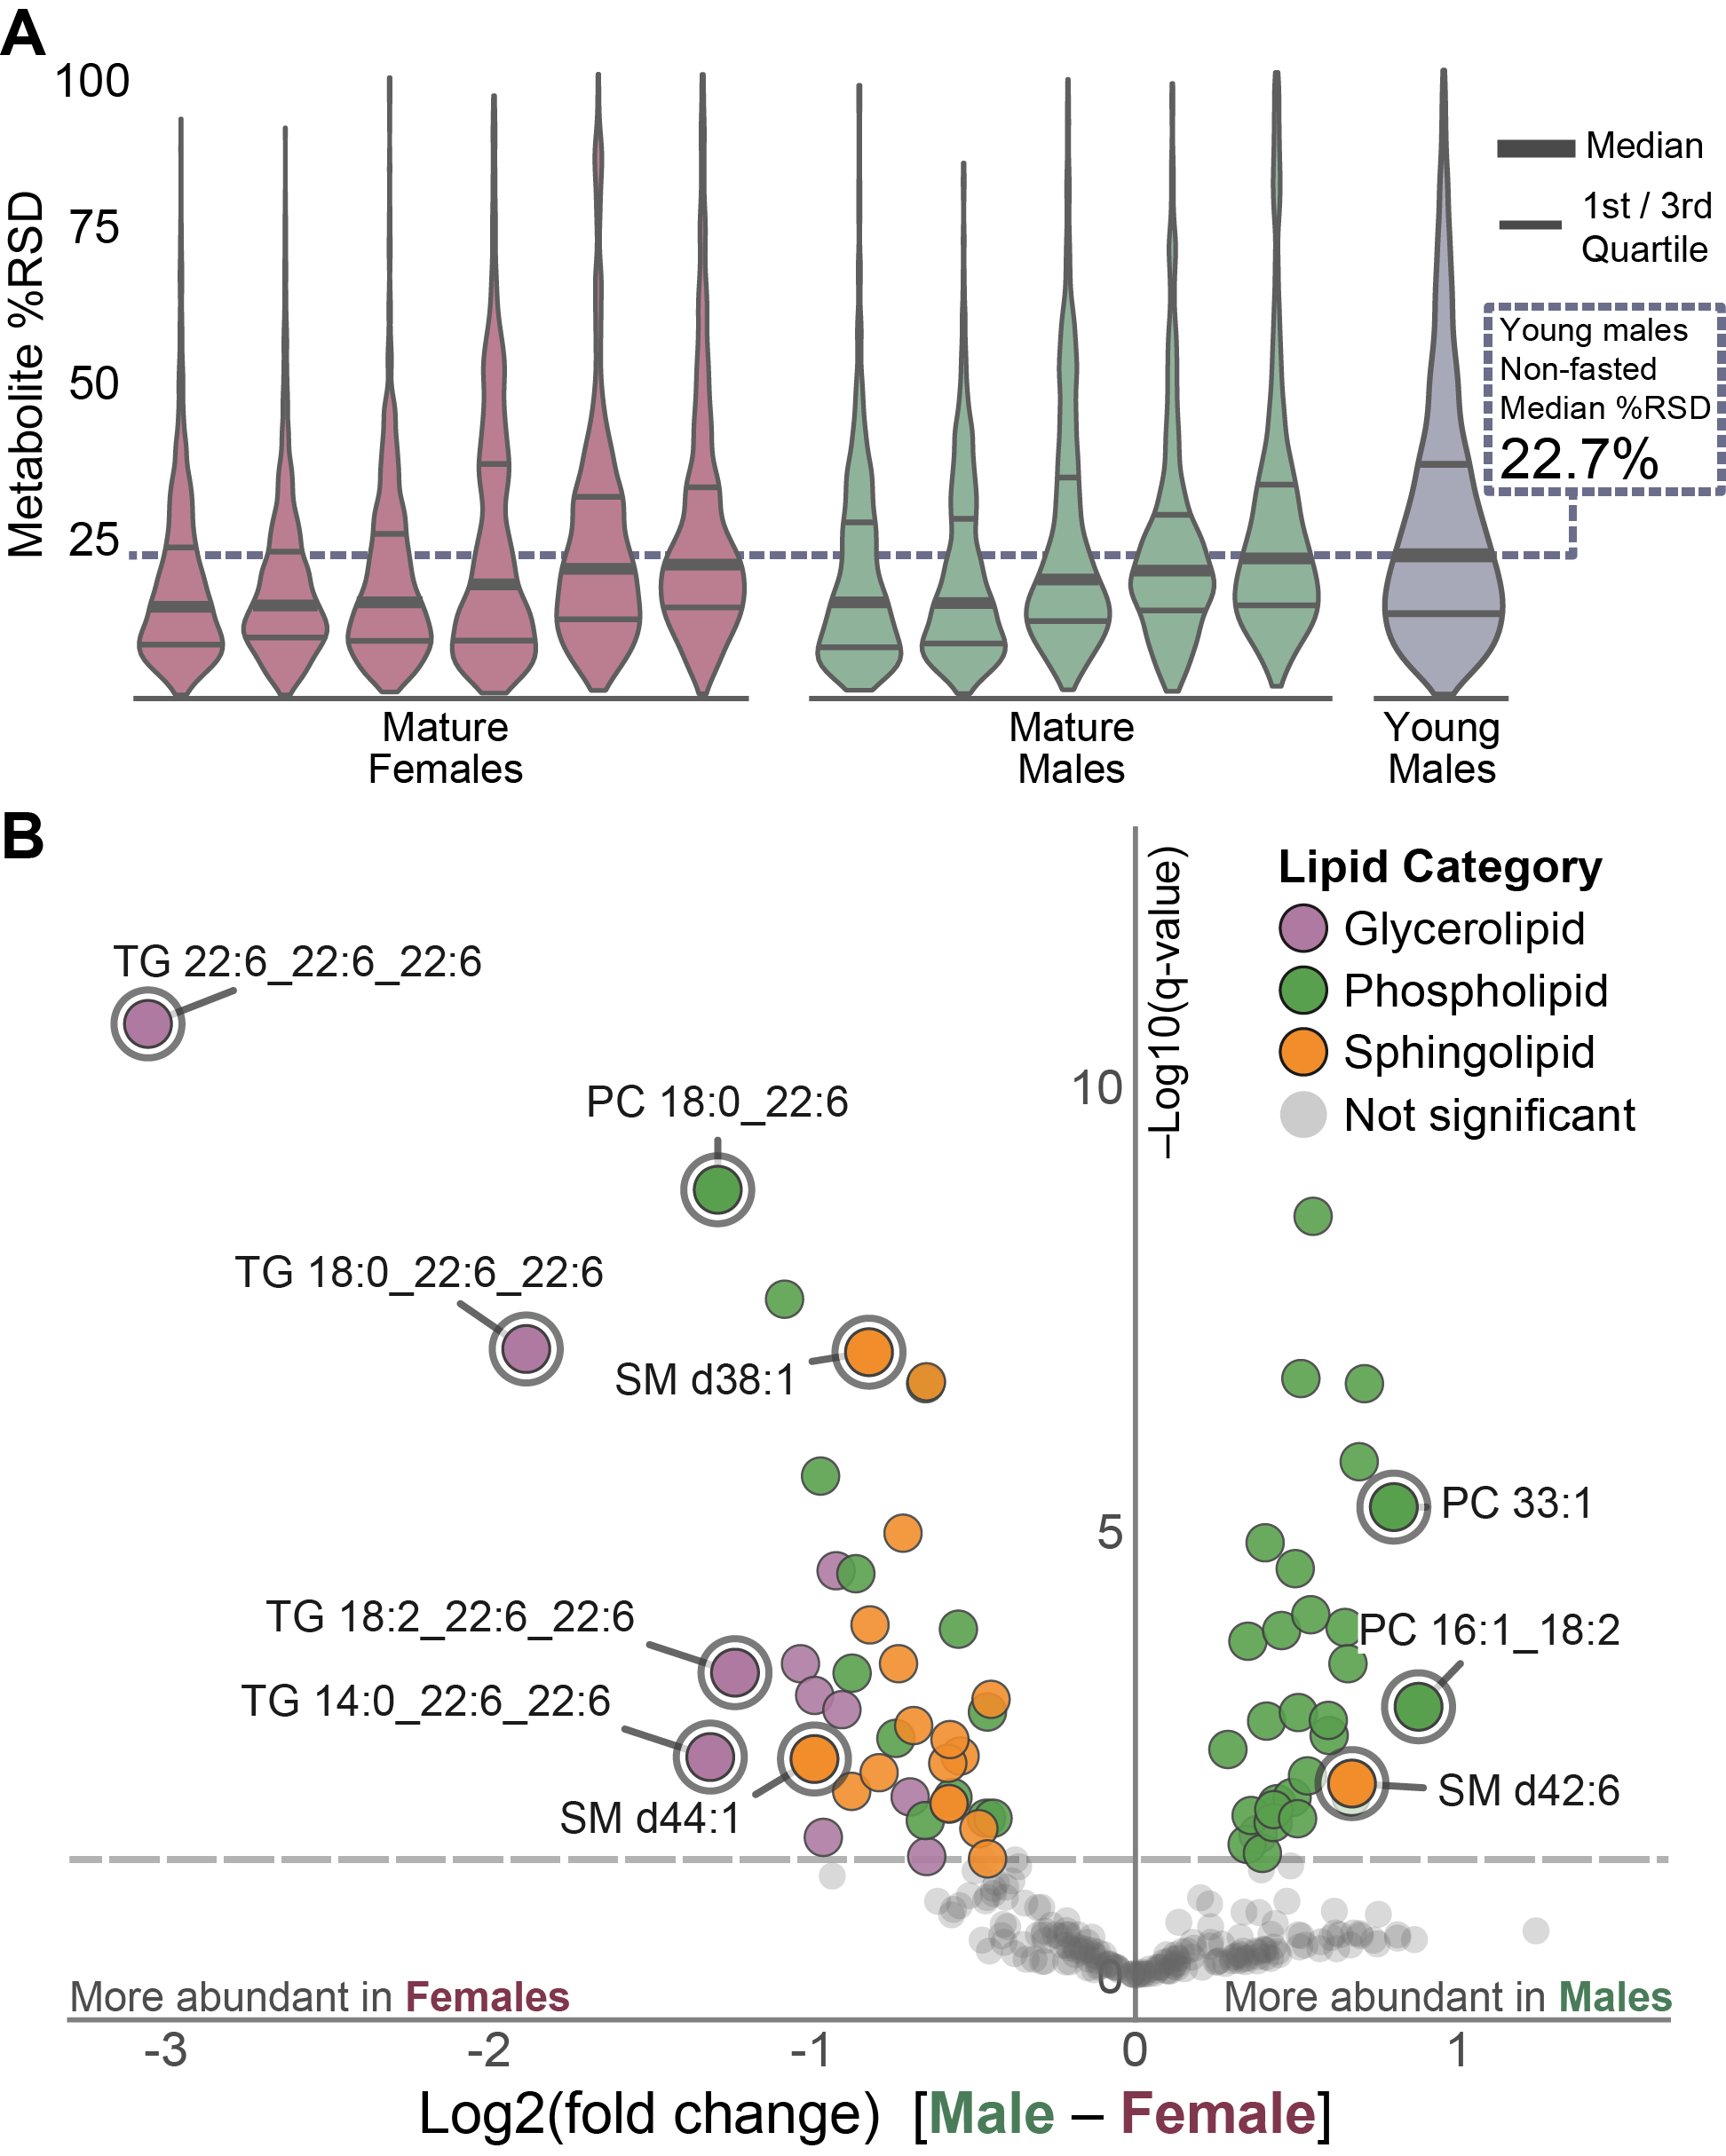 A
100
75
50
25
Metabolite %RSD
Median
1st / 3rd
Quartile
Young males
Non-fasted
Median %RSD
22.7%
Mature
Females
Mature
Males
Young
Males
B
–Log10(q-value)
Lipid Category
Glycerolipid
Phospholipid
Sphingolipid
Not significant
TG 22:6_22:6_22:6
10
PC 18:0_22:6
TG 18:0_22:6_22:6
SM d38:1
PC 33:1
5
TG 18:2_22:6_22:6
PC 16:1_18:2
TG 14:0_22:6_22:6
SM d44:1
SM d42:6
0
More abundant in Females
More abundant in Males
-3
-2
-1
0
1
Log2(fold change) [Male – Female]